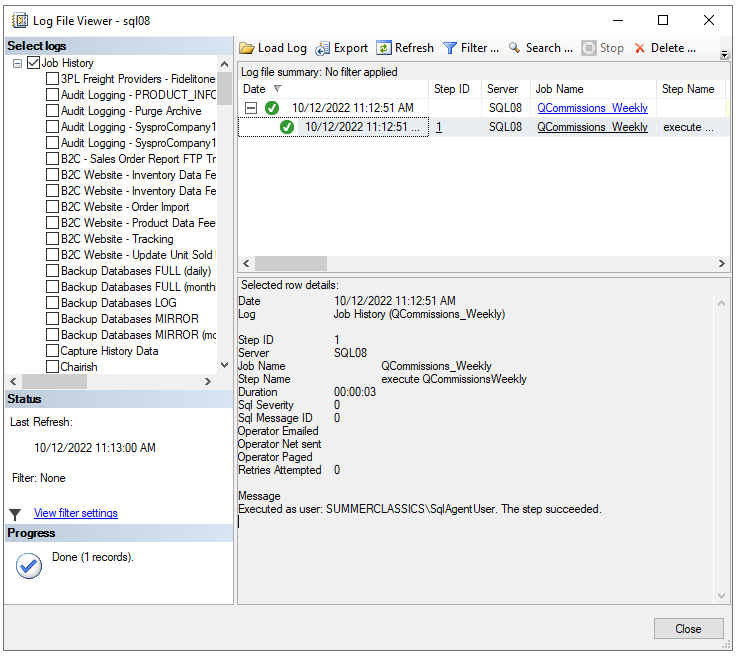 Log File Viewer - sql08
Select logs
Job History
3PL Freight Providers - Fidelitone
Audit Logging - PRODUCT_INFO
Audit Logging - Purge Archive
Audit Logging - SysproCompany1
Audit Logging - SysproCompany1
B2C - Sales Order Report FTP Tr
B2C Website - Inventory Data Fe
B2C Website - Inventory Data Fe
B2C Website - Order Import
B2C Website - Product Data Fee
B2C Website - Tracking
B2C Website - Update Unit Sold
Backup Databases FULL (daily)
Backup Databases FULL (month
Backup Databases LOG
Backup Databases MIRROR
Backup Databases MIRROR (mo
Capture History Data
Chairish
Status
Last Refresh:
10/12/2022 11:13:00 AM
Filter: None
View filter settings
Progress
Done (1 records).
Load Log Export Refresh Filter ... Search ... Stop Delete ...
Log file summary: No filter applied
Date Step ID Server Job Name Step Name
10/12/2022 11:12:51 AM SQL08 QCommissions_Weekly
10/12/2022 11:12:51 ... 1 SQL08 QCommissions_Weekly execute ...
Selected row details:
Date 10/12/2022 11:12:51 AM
Log Job History (QCommissions_Weekly)
Step ID 1
Server SQL08
Job Name QCommissions_Weekly
Step Name execute QCommissionsWeekly
Duration 00:00:03
Sql Severity 0
Sql Message ID 0
Operator Emailed
Operator Net sent
Operator Paged
Retries Attempted 0
Message
Executed as user: SUMMERCLASSICS\SqlAgentUser. The step succeeded.
Close